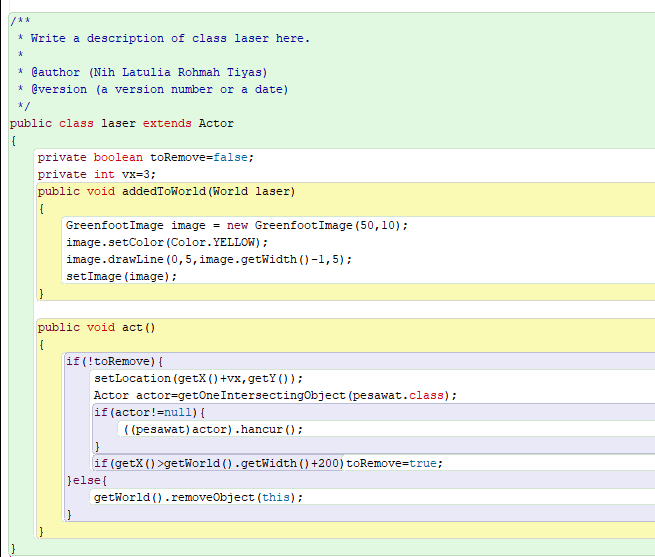 /**
 * Write a description of class laser here.
 *
 * @author (Nih Latulia Rohmah Tiyas)
 * @version (a version number or a date)
 */
public class laser extends Actor
{
    private boolean toRemove=false;
    private int vx=3;
    public void addedToWorld(World laser)
    {
        GreenfootImage image = new GreenfootImage(50,10);
        image.setColor(Color.YELLOW);
        image.drawLine(0,5,image.getWidth()-1,5);
        setImage(image);
    }
    public void act()
    {
        if(!toRemove){
            setLocation(getX()+vx,getY());
            Actor actor=getOneIntersectingObject(pesawat.class);
            if(actor!=null){
                ((pesawat)actor).hancur();
            }
            if(getX()>getWorld().getWidth()+200)toRemove=true;
        }else{
            getWorld().removeObject(this);
        }
    }
}